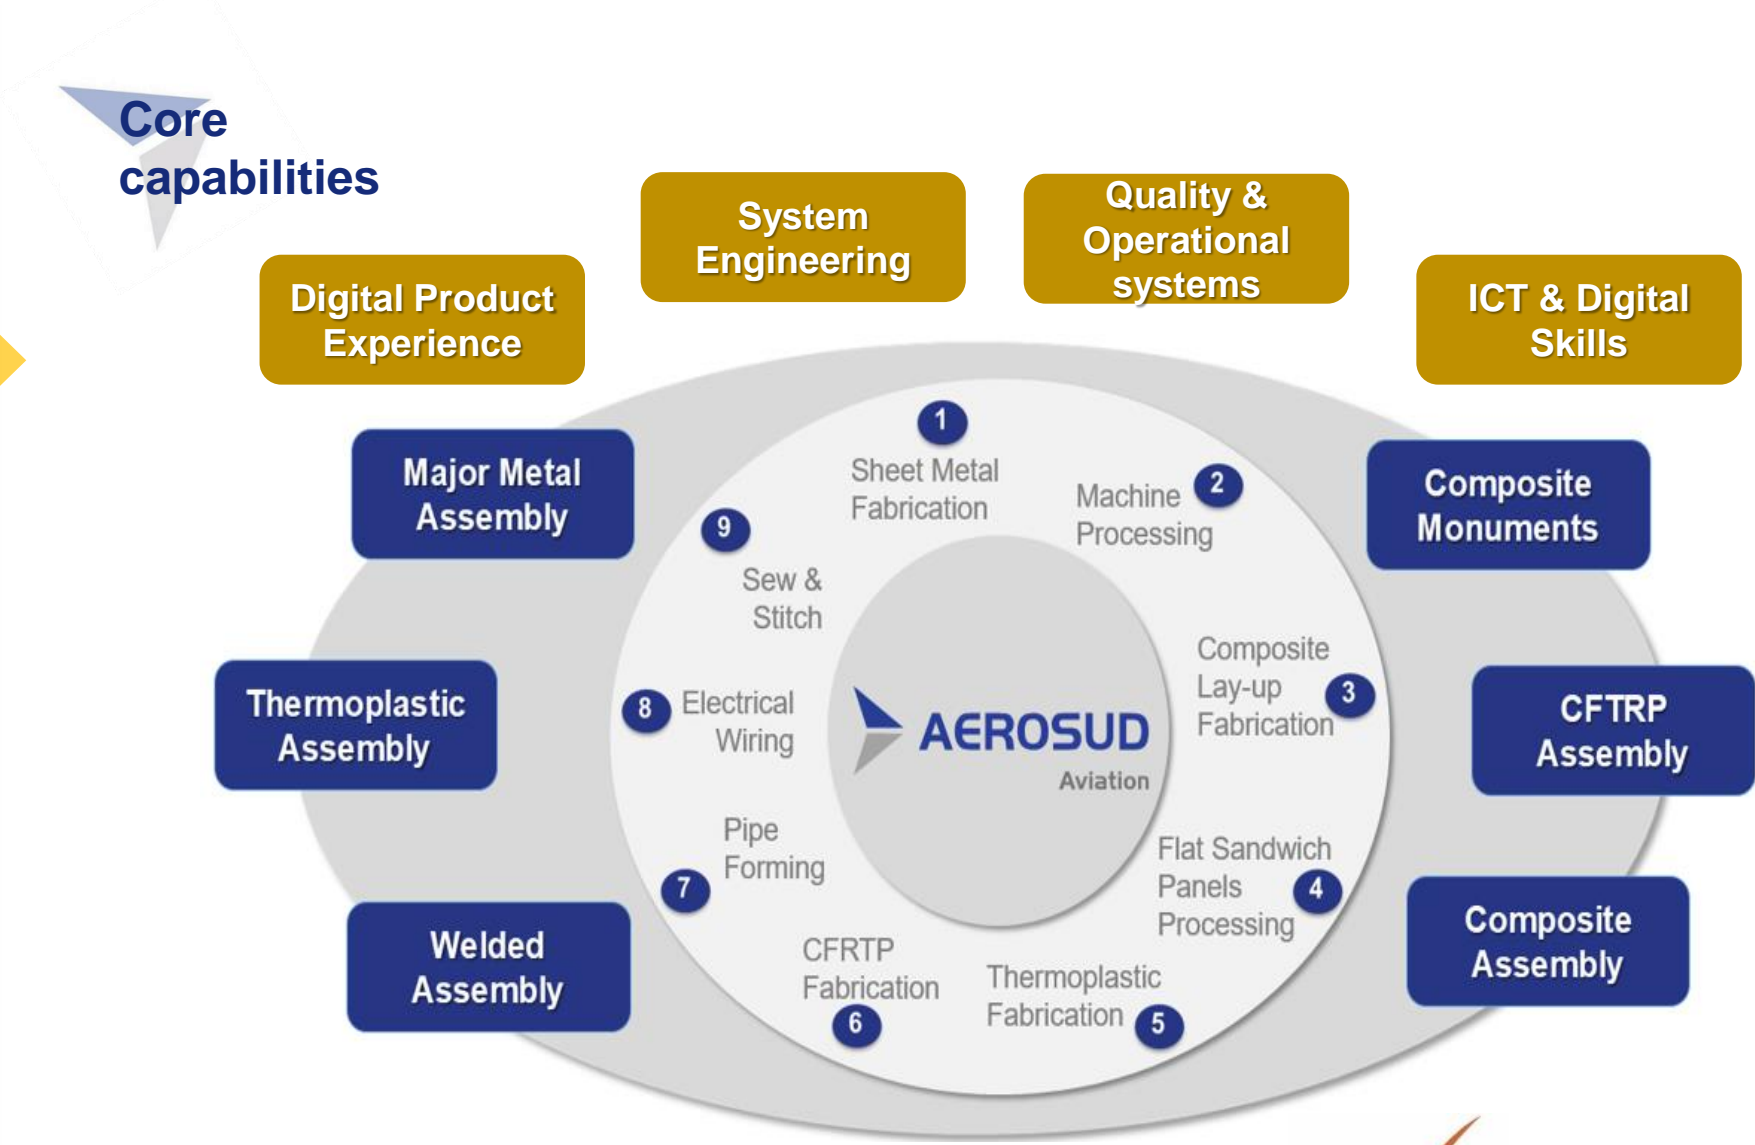 Core
capabilities
System
Engineering
Quality &
Operational
systems
Digital Product
Experience
ICT & Digital
Skills
Major Metal
Assembly
Composite
Monuments
Thermoplastic
Assembly
CFTRP
Assembly
Welded
Assembly
Composite
Assembly
1
Sheet Metal
Fabrication
2
Machine
Processing
3
Composite
Lay-up
Fabrication
4
Flat Sandwich
Panels
Processing
5
Thermoplastic
Fabrication
6
CFRTP
Fabrication
7
Pipe
Forming
8
Electrical
Wiring
9
Sew &
Stitch
AEROSUD
Aviation